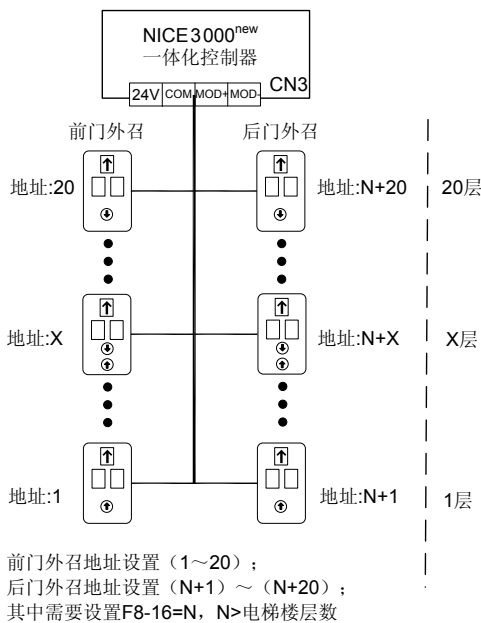 NICE3000new
一体化控制器
24V COM MOD+ MOD- CN3
前门外召 后门外召
地址:20 地址:N+20 20层
地址:X 地址:N+X X层
地址:1 地址:N+1 1层
前门外召地址设置（1～20）；
后门外召地址设置（N+1）～（N+20）；
其中需要设置F8-16=N，N>电梯楼层数